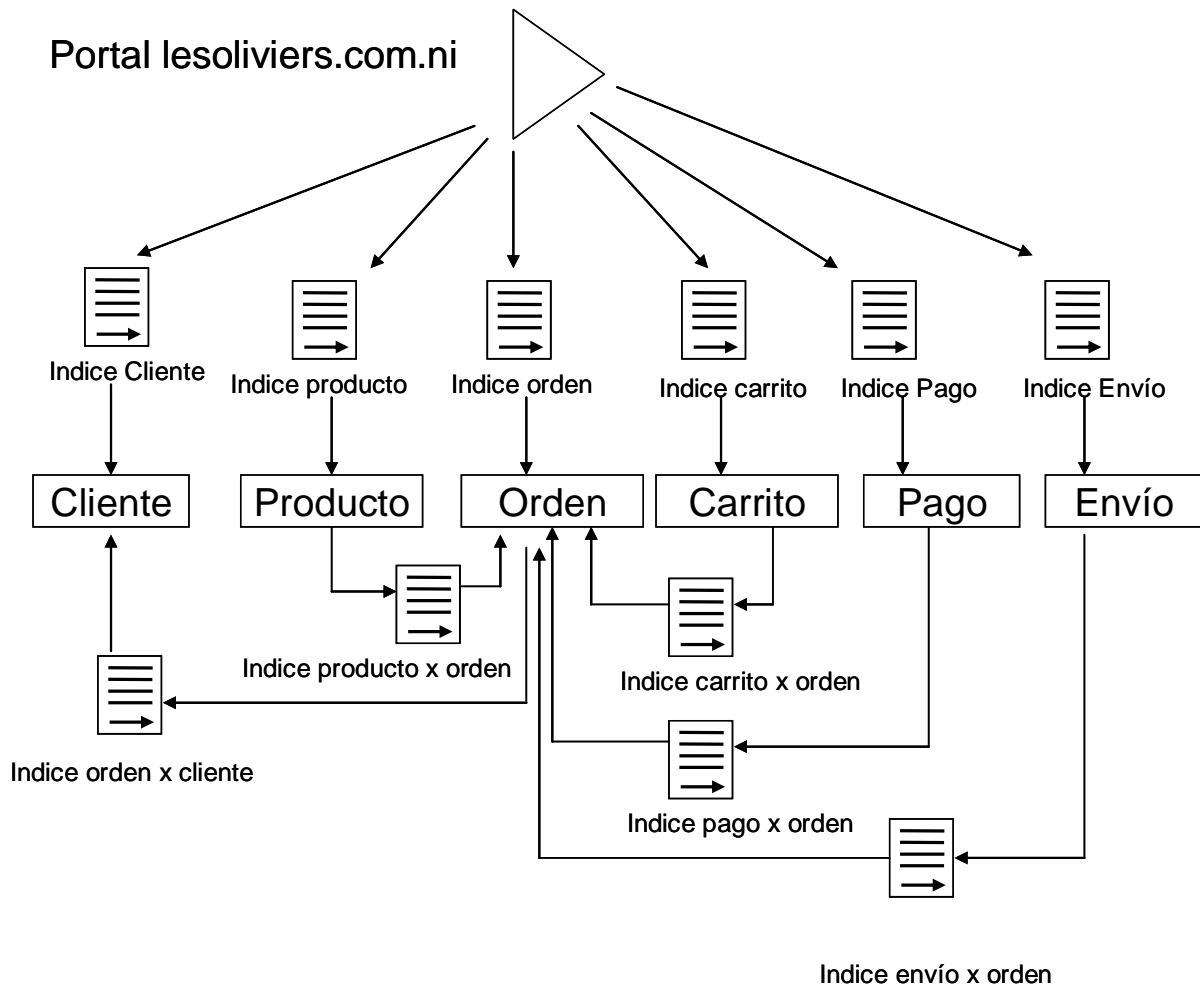 Portal lesoliviers.com.ni
Indice Cliente
Indice producto
Indice orden
Indice carrito
Indice Pago
Indice Envío
Cliente
Producto
Orden
Carrito
Pago
Envío
Indice producto x orden
Indice carrito x orden
Indice orden x cliente
Indice pago x orden
Indice envío x orden